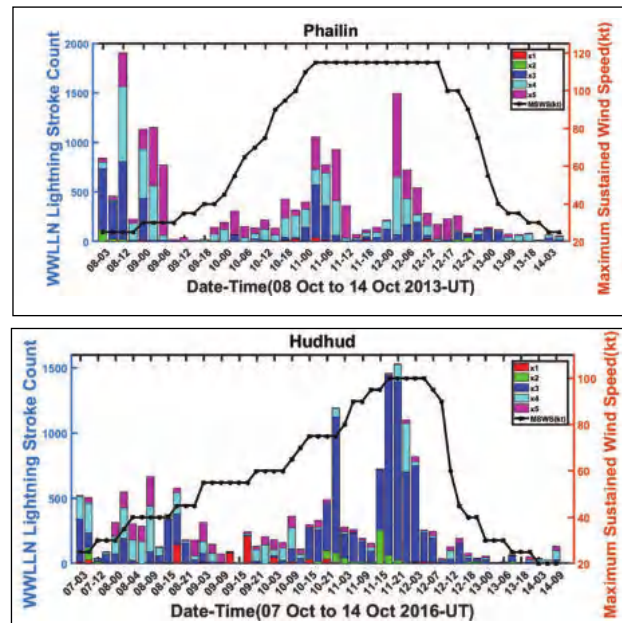 Phailin
WWLLN Lightning Stroke Count
2000
1500
1000
500
0
x1
x2
x3
x4
x5
MSWS(kt)
120
100
80
60
40
20
Maximum Sustained Wind Speed(kt)
08-03 08-12 09-00 09-06 09-12 09-18 10-00 10-06 10-12 10-18 11-00 11-06 11-12 11-18 12-00 12-06 12-12 12-17 12-21 13-00 13-09 13-18 14-03
Date-Time(08 Oct to 14 Oct 2013-UT)
Hudhud
WWLLN Lightning Stroke Count
1500
1000
500
0
x1
x2
x3
x4
x5
MSWS(kt)
100
80
60
40
20
Maximum Sustained Wind Speed(kt)
07-03 07-12 08-00 08-04 08-09 08-15 08-21 09-03 09-09 09-15 09-21 10-03 10-09 10-15 10-21 11-03 11-09 11-15 11-21 12-03 12-07 12-12 12-18 13-00 13-06 13-18 14-03 14-09
Date-Time(07 Oct to 14 Oct 2016-UT)